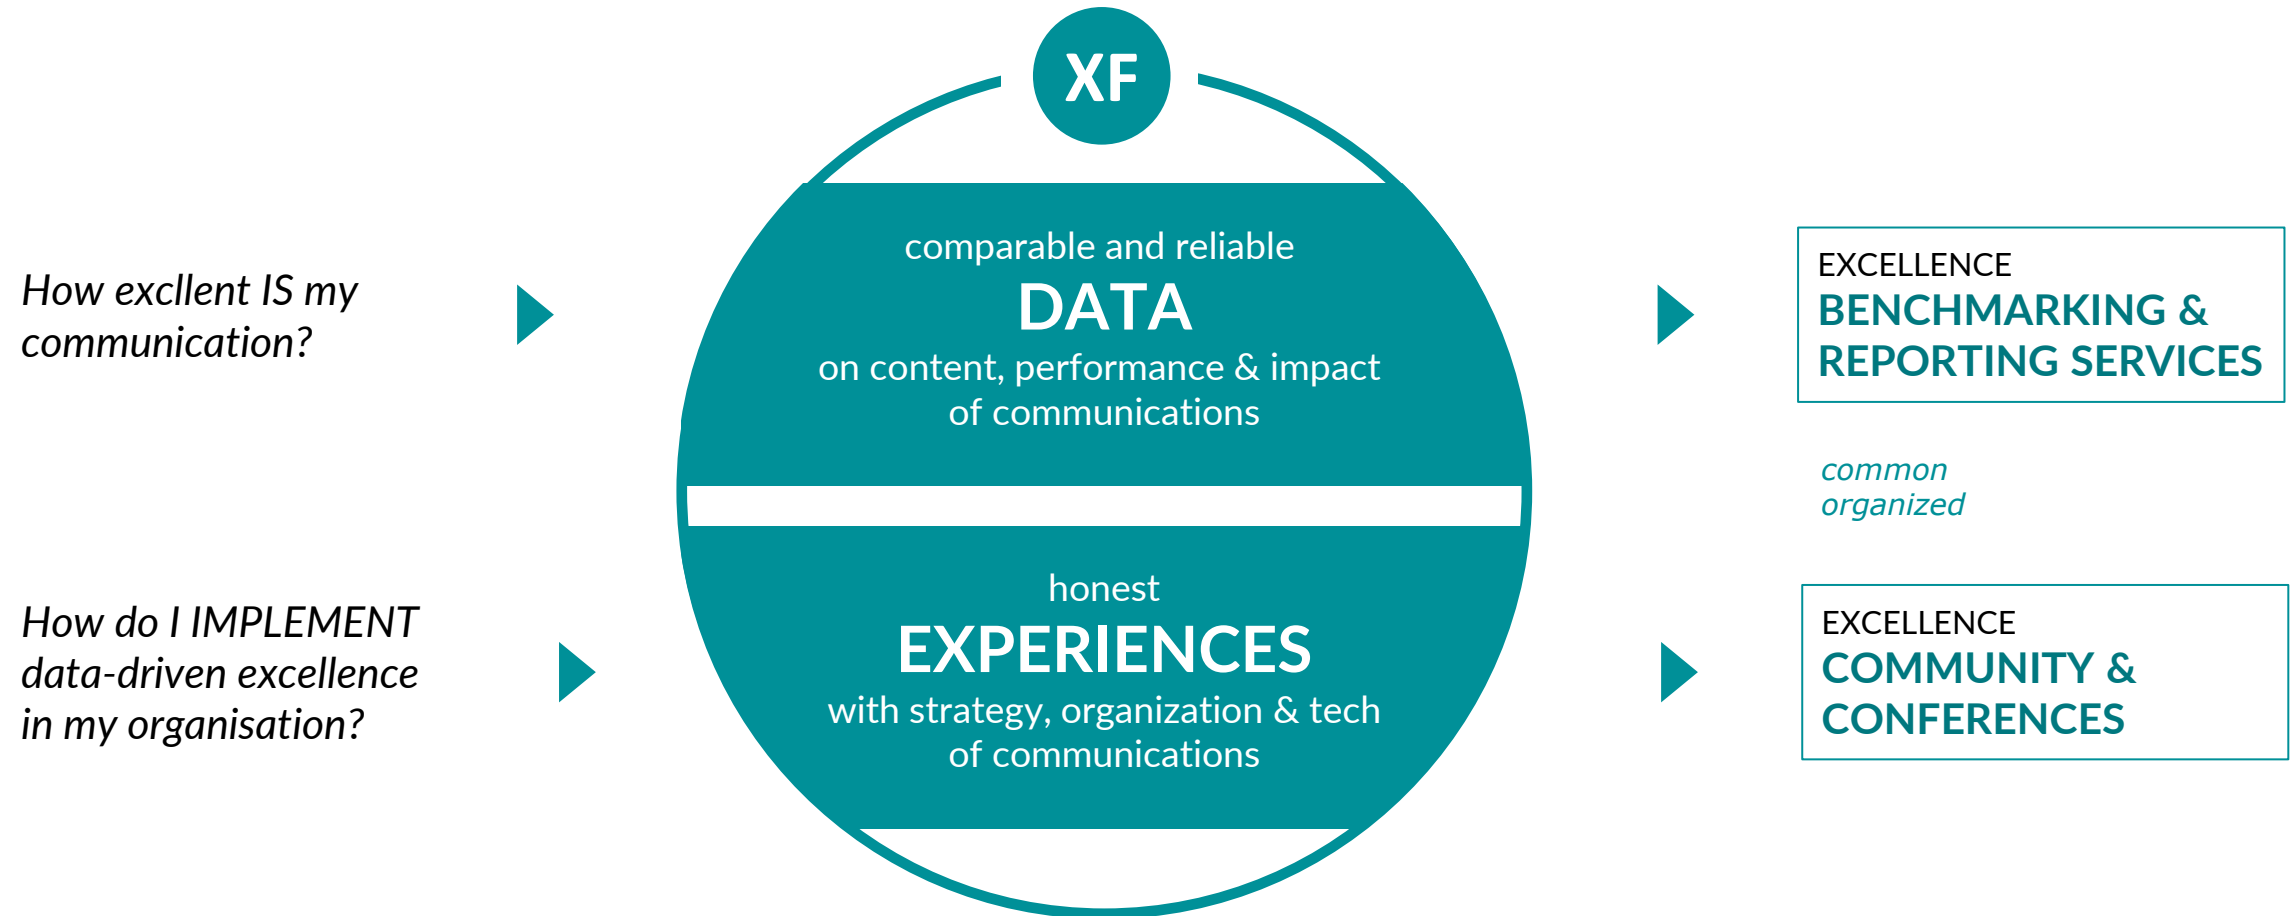 XF
How excllent IS my
communication?
comparable and reliable
DATA
on content, performance & impact
of communications
EXCELLENCE
BENCHMARKING &
REPORTING SERVICES
common
organized
How do I IMPLEMENT
data-driven excellence
in my organisation?
honest
EXPERIENCES
with strategy, organization & tech
of communications
EXCELLENCE
COMMUNITY &
CONFERENCES